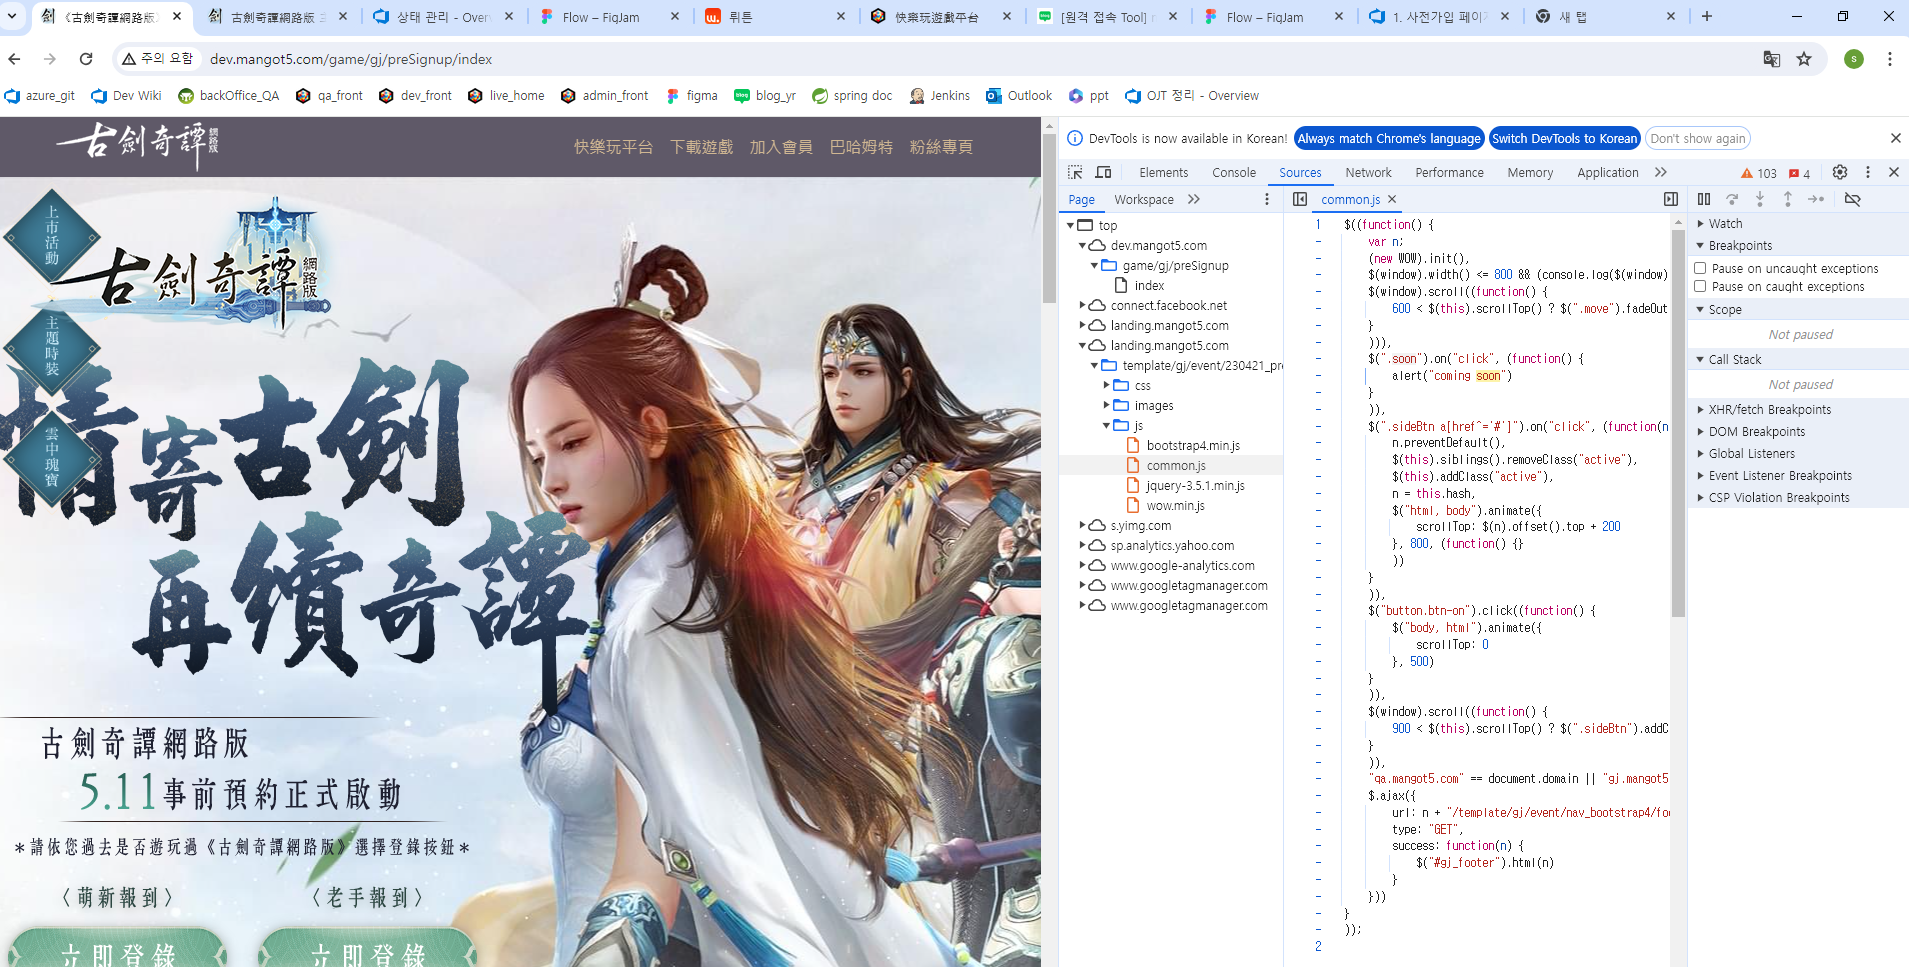 《古劍奇譚網路版》
古劍奇譚網路版 主
상태 관리 - Overv
Flow – FigJam
뤼튼
快樂玩遊戲平台
[원격 접속 Tool] m
Flow – FigJam
1. 사전가입 페이지
새 탭
주의 요함
dev.mangot5.com/game/gj/preSignup/index
s
azure_git
Dev Wiki
backOffice_QA
qa_front
dev_front
live_home
admin_front
figma
blog_yr
spring doc
Jenkins
Outlook
ppt
OJT 정리 - Overview
古劍奇譚 網路版
快樂玩平台 下載遊戲 加入會員 巴哈姆特 粉絲專頁
上市活動
主題時裝
雲中瑰寶
古劍奇譚 網路版
情寄古劍
再續奇譚
古劍奇譚網路版
5.11事前預約正式啟動
＊請依您過去是否遊玩過《古劍奇譚網路版》選擇登錄按鈕＊
〈萌新報到〉
〈老手報到〉
立即登錄
立即登錄
DevTools is now available in Korean!
Always match Chrome's language
Switch DevTools to Korean
Don't show again
Elements Console Sources Network Performance Memory Application
103
4
Page Workspace
top
dev.mangot5.com
game/gj/preSignup
index
connect.facebook.net
landing.mangot5.com
landing.mangot5.com
template/gj/event/230421_pre
css
images
js
bootstrap4.min.js
common.js
jquery-3.5.1.min.js
wow.min.js
s.yimg.com
sp.analytics.yahoo.com
www.google-analytics.com
www.googletagmanager.com
www.googletagmanager.com
common.js
1 $((function() {
- var n;
- (new WOW).init(),
- $(window).width() <= 800 && (console.log($(window)
- $(window).scroll((function() {
- 600 < $(this).scrollTop() ? $(".move").fadeOut
- }
- ))),
- $(".soon").on("click", (function() {
- alert("coming soon")
- }
- )),
- $(".sideBtn a[href^='#']").on("click", (function(n
- n.preventDefault(),
- $(this).siblings().removeClass("active"),
- $(this).addClass("active"),
- n = this.hash,
- $("html, body").animate({
- scrollTop: $(n).offset().top + 200
- }, 800, (function() {}
- ))
- }
- )),
- $("button.btn-on").click((function() {
- $("body, html").animate({
- scrollTop: 0
- }, 500)
- }
- )),
- $(window).scroll((function() {
- 900 < $(this).scrollTop() ? $(".sideBtn").addC
- }
- )),
- "qa.mangot5.com" == document.domain || "gj.mangot5
- $.ajax({
- url: n + "/template/gj/event/nav_bootstrap4/foo
- type: "GET",
- success: function(n) {
- $("#gj_footer").html(n)
- }
- }))
- }
- ));
2
Watch
Breakpoints
Pause on uncaught exceptions
Pause on caught exceptions
Scope
Not paused
Call Stack
Not paused
XHR/fetch Breakpoints
DOM Breakpoints
Global Listeners
Event Listener Breakpoints
CSP Violation Breakpoints